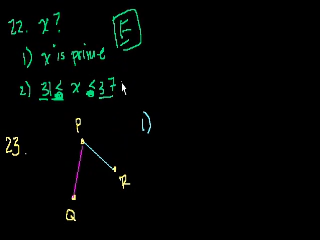 22. x?
E
1) x is prime
2) 31 ≤ x ≤ 37
23.
P
1)
R
Q